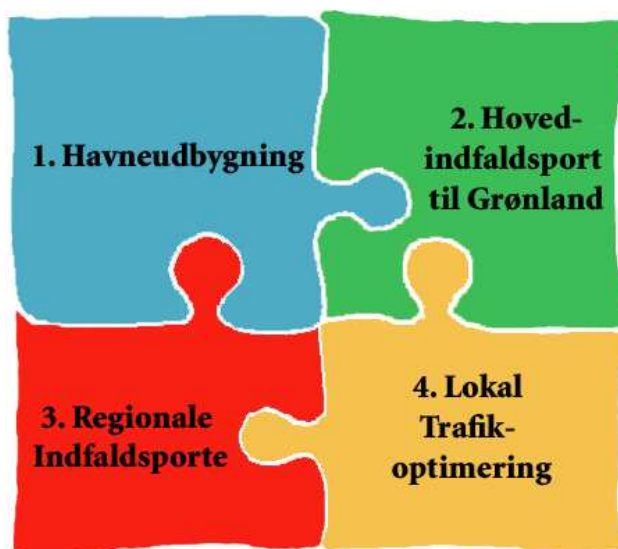 1. Havneudbygning
2. Hoved-
indfaldsport
til Grønland
3. Regionale
Indfaldsporte
4. Lokal
Trafik-
optimering